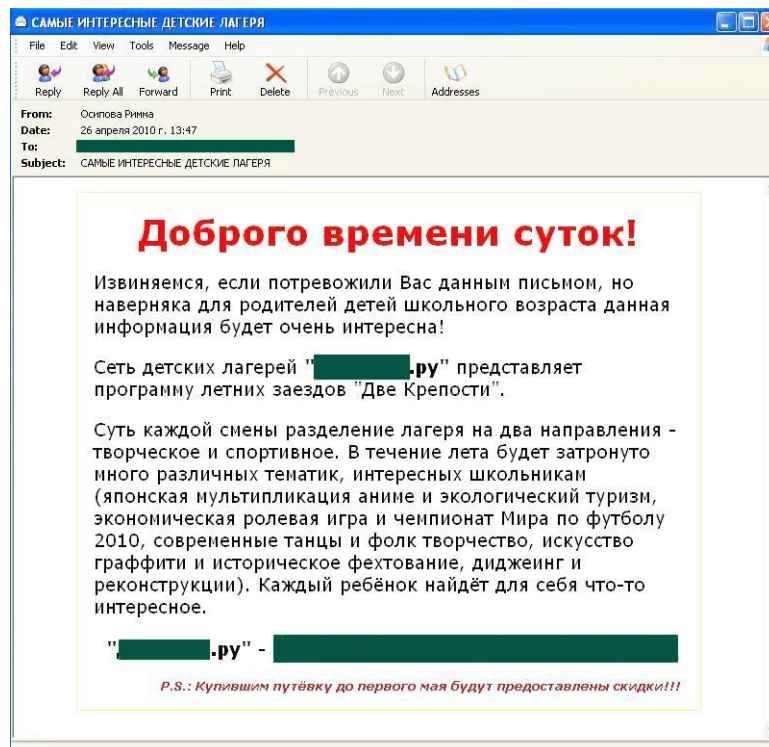 САМЫЕ ИНТЕРЕСНЫЕ ДЕТСКИЕ ЛАГЕРЯ
File Edit View Tools Message Help
Reply Reply All Forward Print Delete Previous Next Addresses
From: Осипова Римма
Date: 26 апреля 2010 г. 13:47
To:
Subject: САМЫЕ ИНТЕРЕСНЫЕ ДЕТСКИЕ ЛАГЕРЯ
Доброго времени суток!
Извиняемся, если потревожили Вас данным письмом, но
наверняка для родителей детей школьного возраста данная
информация будет очень интересна!
Сеть детских лагерей " .ру" представляет
программу летних заездов "Две Крепости".
Суть каждой смены разделение лагеря на два направления -
творческое и спортивное. В течение лета будет затронуто
много различных тематик, интересных школьникам
(японская мультипликация аниме и экологический туризм,
экономическая ролевая игра и чемпионат Мира по футболу
2010, современные танцы и фолк творчество, искусство
граффити и историческое фехтование, диджеинг и
реконструкции). Каждый ребёнок найдёт для себя что-то
интересное.
" .ру" -
P.S.: Купившим путёвку до первого мая будут предоставлены скидки!!!